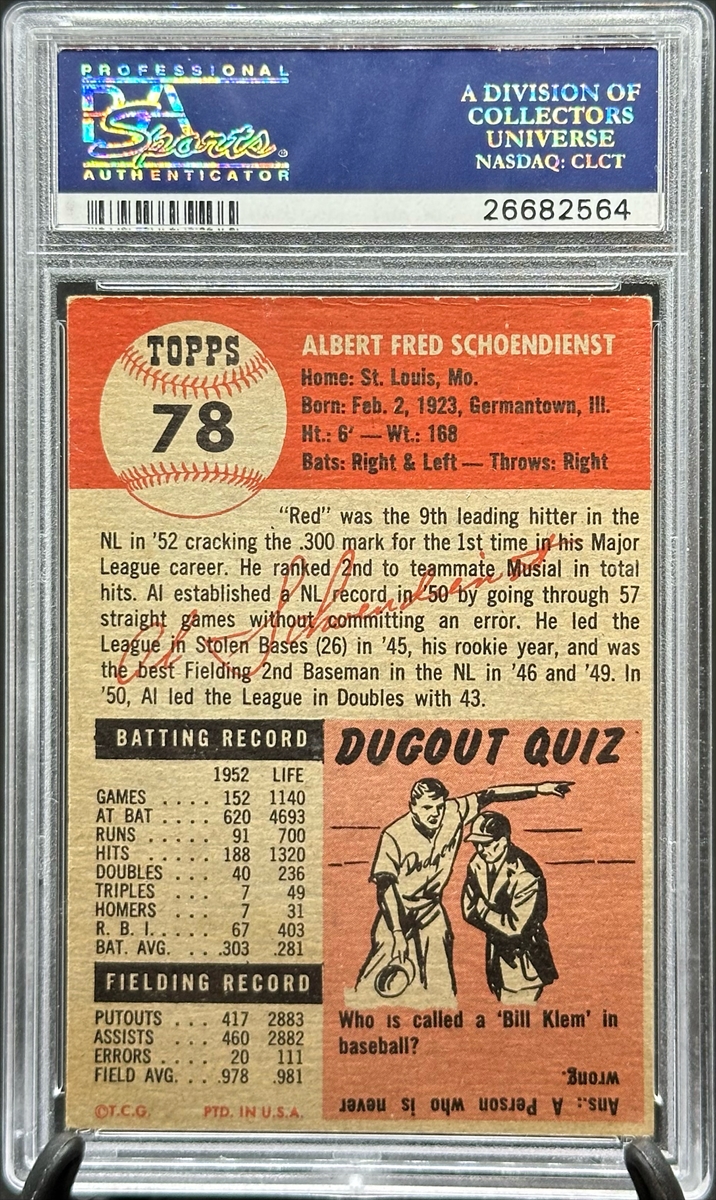 PROFESSIONAL
PSA
Sports
AUTHENTICATOR
A DIVISION OF
COLLECTORS
UNIVERSE
NASDAQ: CLCT
26682564
TOPPS
78
ALBERT FRED SCHOENDIENST
Home: St. Louis, Mo.
Born: Feb. 2, 1923, Germantown, Ill.
Ht.: 6' — Wt.: 168
Bats: Right & Left — Throws: Right
"Red" was the 9th leading hitter in the
NL in '52 cracking the .300 mark for the 1st time in his Major
League career. He ranked 2nd to teammate Musial in total
hits. Al established a NL record in '50 by going through 57
straight games without committing an error. He led the
League in Stolen Bases (26) in '45, his rookie year, and was
the best Fielding 2nd Baseman in the NL in '46 and '49. In
'50, Al led the League in Doubles with 43.
Al Schoendienst
BATTING RECORD
1952 LIFE
GAMES .... 152 1140
AT BAT .... 620 4693
RUNS ..... 91 700
HITS ..... 188 1320
DOUBLES .. 40 236
TRIPLES ... 7 49
HOMERS ... 7 31
R. B. I. .... 67 403
BAT. AVG. .. .303 .281
FIELDING RECORD
PUTOUTS ... 417 2883
ASSISTS .... 460 2882
ERRORS .... 20 111
FIELD AVG. .. .978 .981
©T.C.G. PTD. IN U.S.A.
DUGOUT QUIZ
Dodgers
Who is called a 'Bill Klem' in
baseball?
Ans.: A Person who is never
wrong.